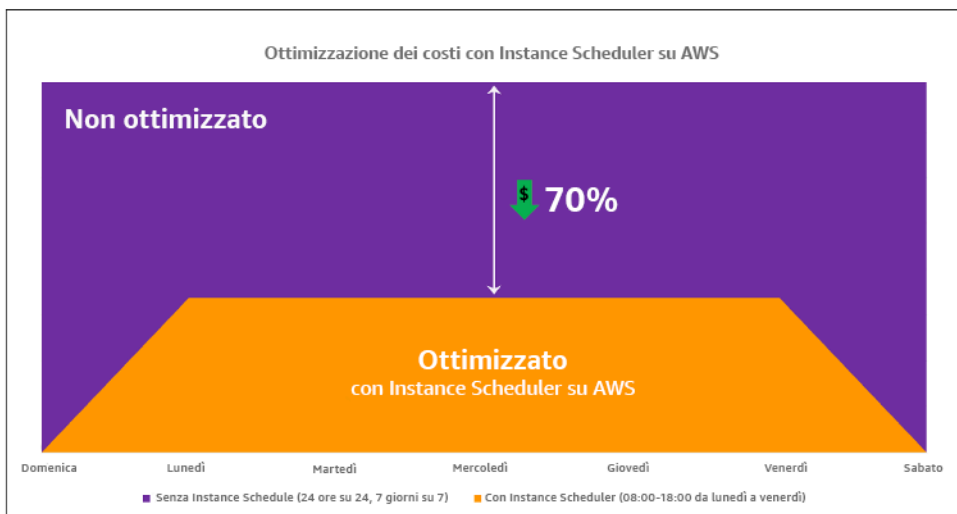 Ottimizzazione dei costi con Instance Scheduler su AWS
Non ottimizzato
$ 70%
Ottimizzato
con Instance Scheduler su AWS
Domenica Lunedì Martedì Mercoledì Giovedì Venerdì Sabato
Senza Instance Schedule (24 ore su 24, 7 giorni su 7) Con Instance Scheduler (08:00-18:00 da lunedì a venerdì)